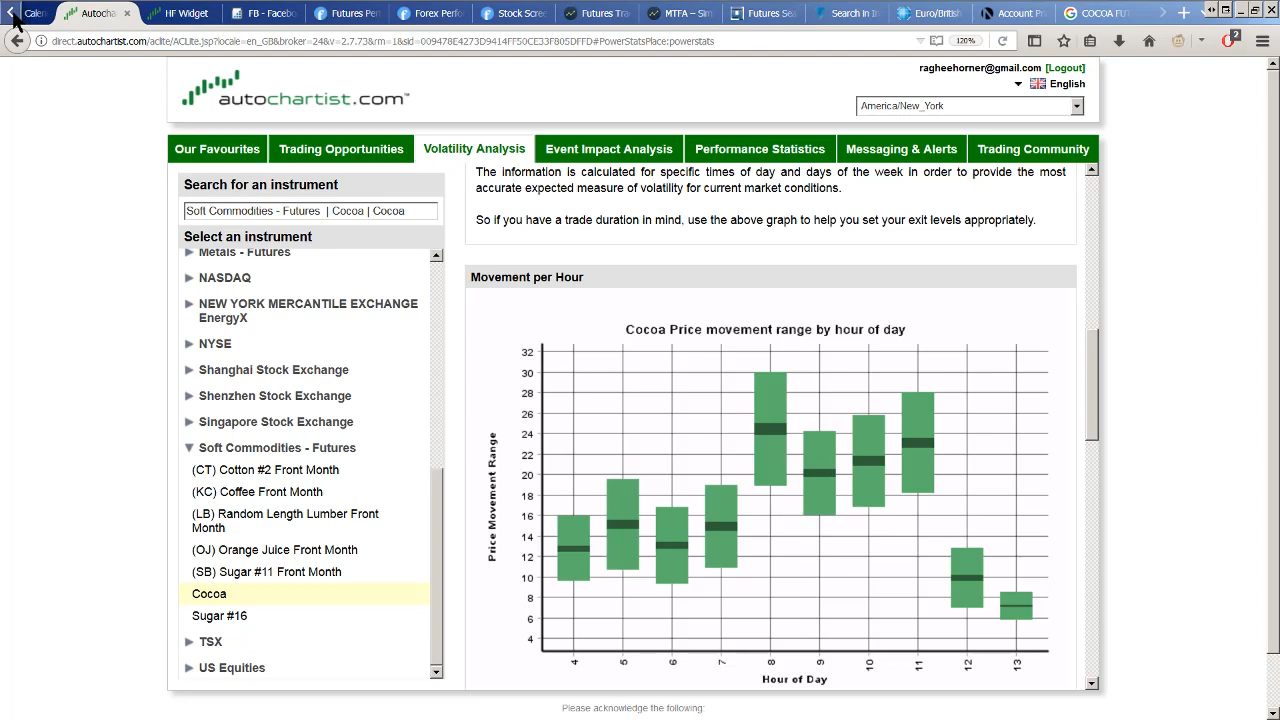 Calen
Autochar
HF Widget
FB - Facebo
Futures Per
Forex Perfo
Stock Scre
Futures Tra
MTFA – Sim
Futures Sea
Subscribe t
Euro/British
Account Pr
COCOA FUT
direct.autochartist.com/aclite/ACLite.jsp?locale=en_GB&broker=24&v=2.7.73&rm=1&sid=009478E4273D9414FF50CE33F805DFFD#PowerStatsPlace:powerstats
120%
2
autochartist.com
ragheehorner@gmail.com [Logout]
English
America/New_York
Our Favourites
Trading Opportunities
Volatility Analysis
Event Impact Analysis
Performance Statistics
Messaging & Alerts
Trading Community
Search for an instrument
Soft Commodities - Futures | Cocoa | Cocoa
Select an instrument
Metals - Futures
NASDAQ
NEW YORK MERCANTILE EXCHANGE
EnergyX
NYSE
Shanghai Stock Exchange
Shenzhen Stock Exchange
Singapore Stock Exchange
Soft Commodities - Futures
(CT) Cotton #2 Front Month
(KC) Coffee Front Month
(LB) Random Length Lumber Front
Month
(OJ) Orange Juice Front Month
(SB) Sugar #11 Front Month
Cocoa
Sugar #16
TSX
US Equities
The information is calculated for specific times of day and days of the week in order to provide the most
accurate expected measure of volatility for current market conditions.
So if you have a trade duration in mind, use the above graph to help you set your exit levels appropriately.
Movement per Hour
Cocoa Price movement range by hour of day
Price Movement Range
32
30
28
26
24
22
20
18
16
14
12
10
8
6
4
4 5 6 7 8 9 10 11 12 13
Hour of Day
Please acknowledge the following: